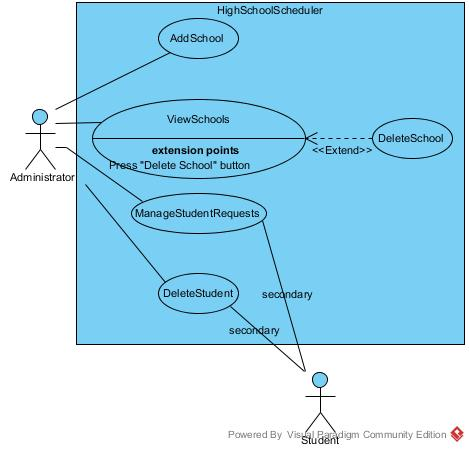 HighSchoolScheduler
AddSchool
ViewSchools
extension points
Press "Delete School" button
DeleteSchool
<<Extend>>
Administrator
ManageStudentRequests
DeleteStudent
secondary
secondary
Powered By Visual Paradigm Community Edition
Student